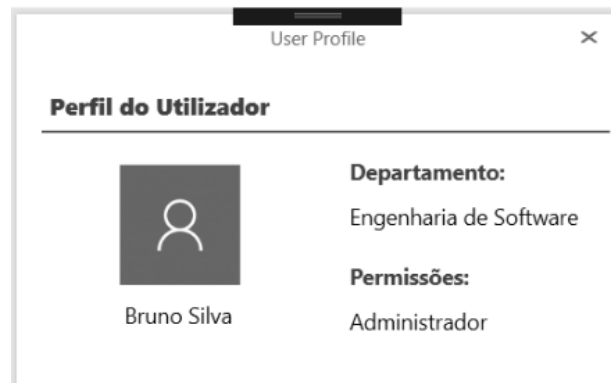 User Profile
Perfil do Utilizador
Bruno Silva
Departamento:
Engenharia de Software
Permissões:
Administrador